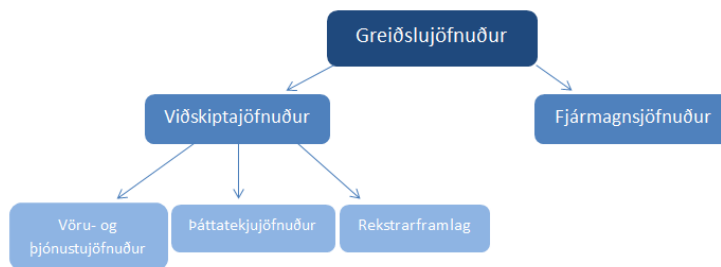 Greiðslujöfnuður
Viðskiptajöfnuður
Fjármagnsjöfnuður
Vöru- og
þjónustujöfnuður
Þáttatekjujöfnuður
Rekstrarframlag